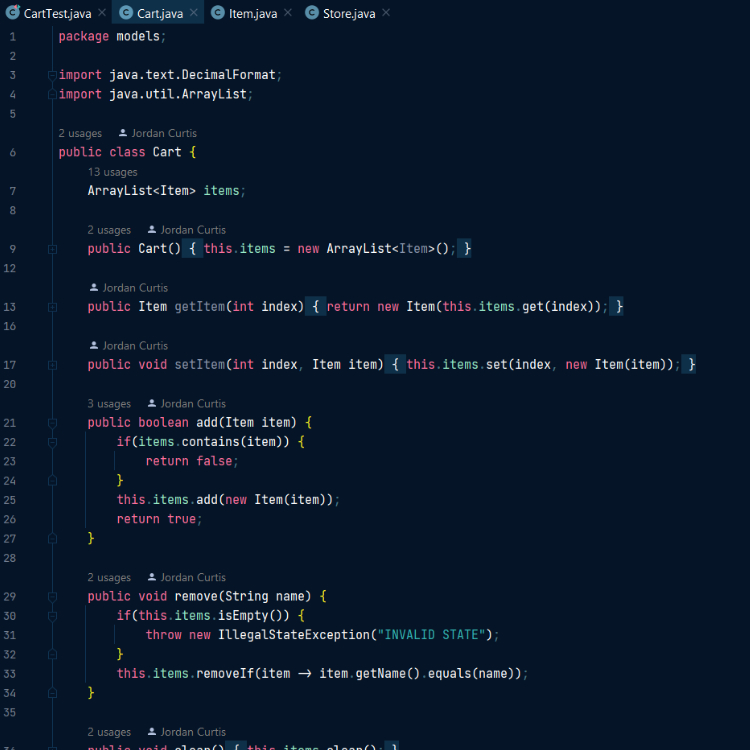 CartTest.java × Cart.java × Item.java × Store.java ×
1 package models;
2
3 import java.text.DecimalFormat;
4 import java.util.ArrayList;
5
2 usages Jordan Curtis
6 public class Cart {
13 usages
7 ArrayList<Item> items;
8
2 usages Jordan Curtis
9 public Cart() { this.items = new ArrayList<Item>(); }
12
Jordan Curtis
13 public Item getItem(int index) { return new Item(this.items.get(index)); }
16
Jordan Curtis
17 public void setItem(int index, Item item) { this.items.set(index, new Item(item)); }
20
3 usages Jordan Curtis
21 public boolean add(Item item) {
22 if(items.contains(item)) {
23 return false;
24 }
25 this.items.add(new Item(item));
26 return true;
27 }
28
2 usages Jordan Curtis
29 public void remove(String name) {
30 if(this.items.isEmpty()) {
31 throw new IllegalStateException("INVALID STATE");
32 }
33 this.items.removeIf(item -> item.getName().equals(name));
34 }
35
2 usages Jordan Curtis
36 public void clear() { this.items.clear(); }